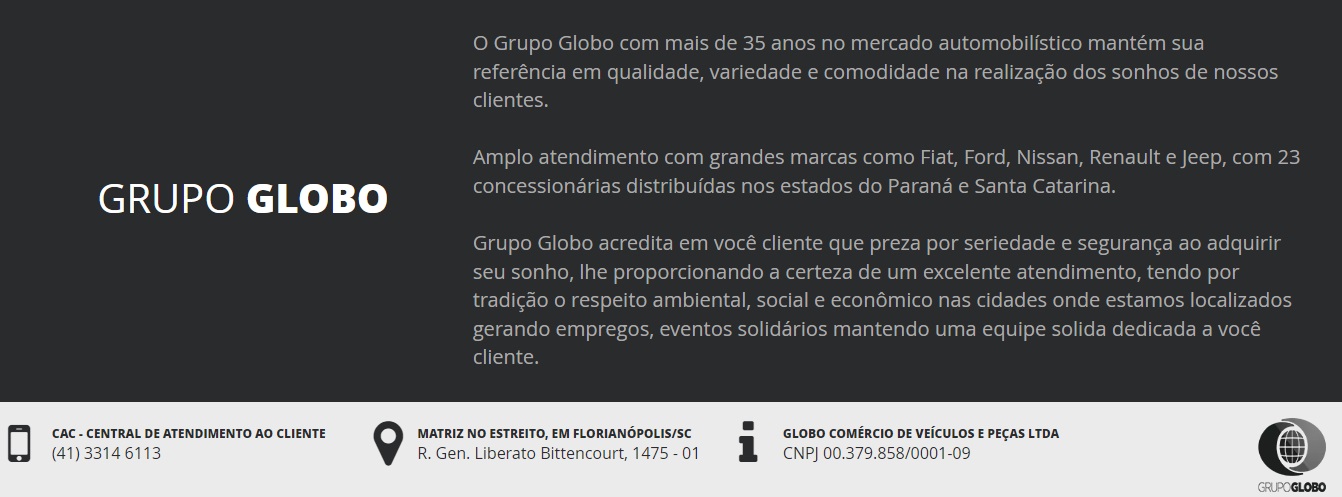 O Grupo Globo com mais de 35 anos no mercado automobilístico mantém sua
referência em qualidade, variedade e comodidade na realização dos sonhos de nossos
clientes.
Amplo atendimento com grandes marcas como Fiat, Ford, Nissan, Renault e Jeep, com 23
concessionárias distribuídas nos estados do Paraná e Santa Catarina.
GRUPO GLOBO
Grupo Globo acredita em você cliente que preza por seriedade e segurança ao adquirir
seu sonho, lhe proporcionando a certeza de um excelente atendimento, tendo por
tradição o respeito ambiental, social e econômico nas cidades onde estamos localizados
gerando empregos, eventos solidários mantendo uma equipe solida dedicada a você
cliente.
CAC - CENTRAL DE ATENDIMENTO AO CLIENTE
(41) 3314 6113
MATRIZ NO ESTREITO, EM FLORIANÓPOLIS/SC
R. Gen. Liberato Bittencourt, 1475 - 01
GLOBO COMÉRCIO DE VEÍCULOS E PEÇAS LTDA
CNPJ 00.379.858/0001-09
GRUPOGLOBO